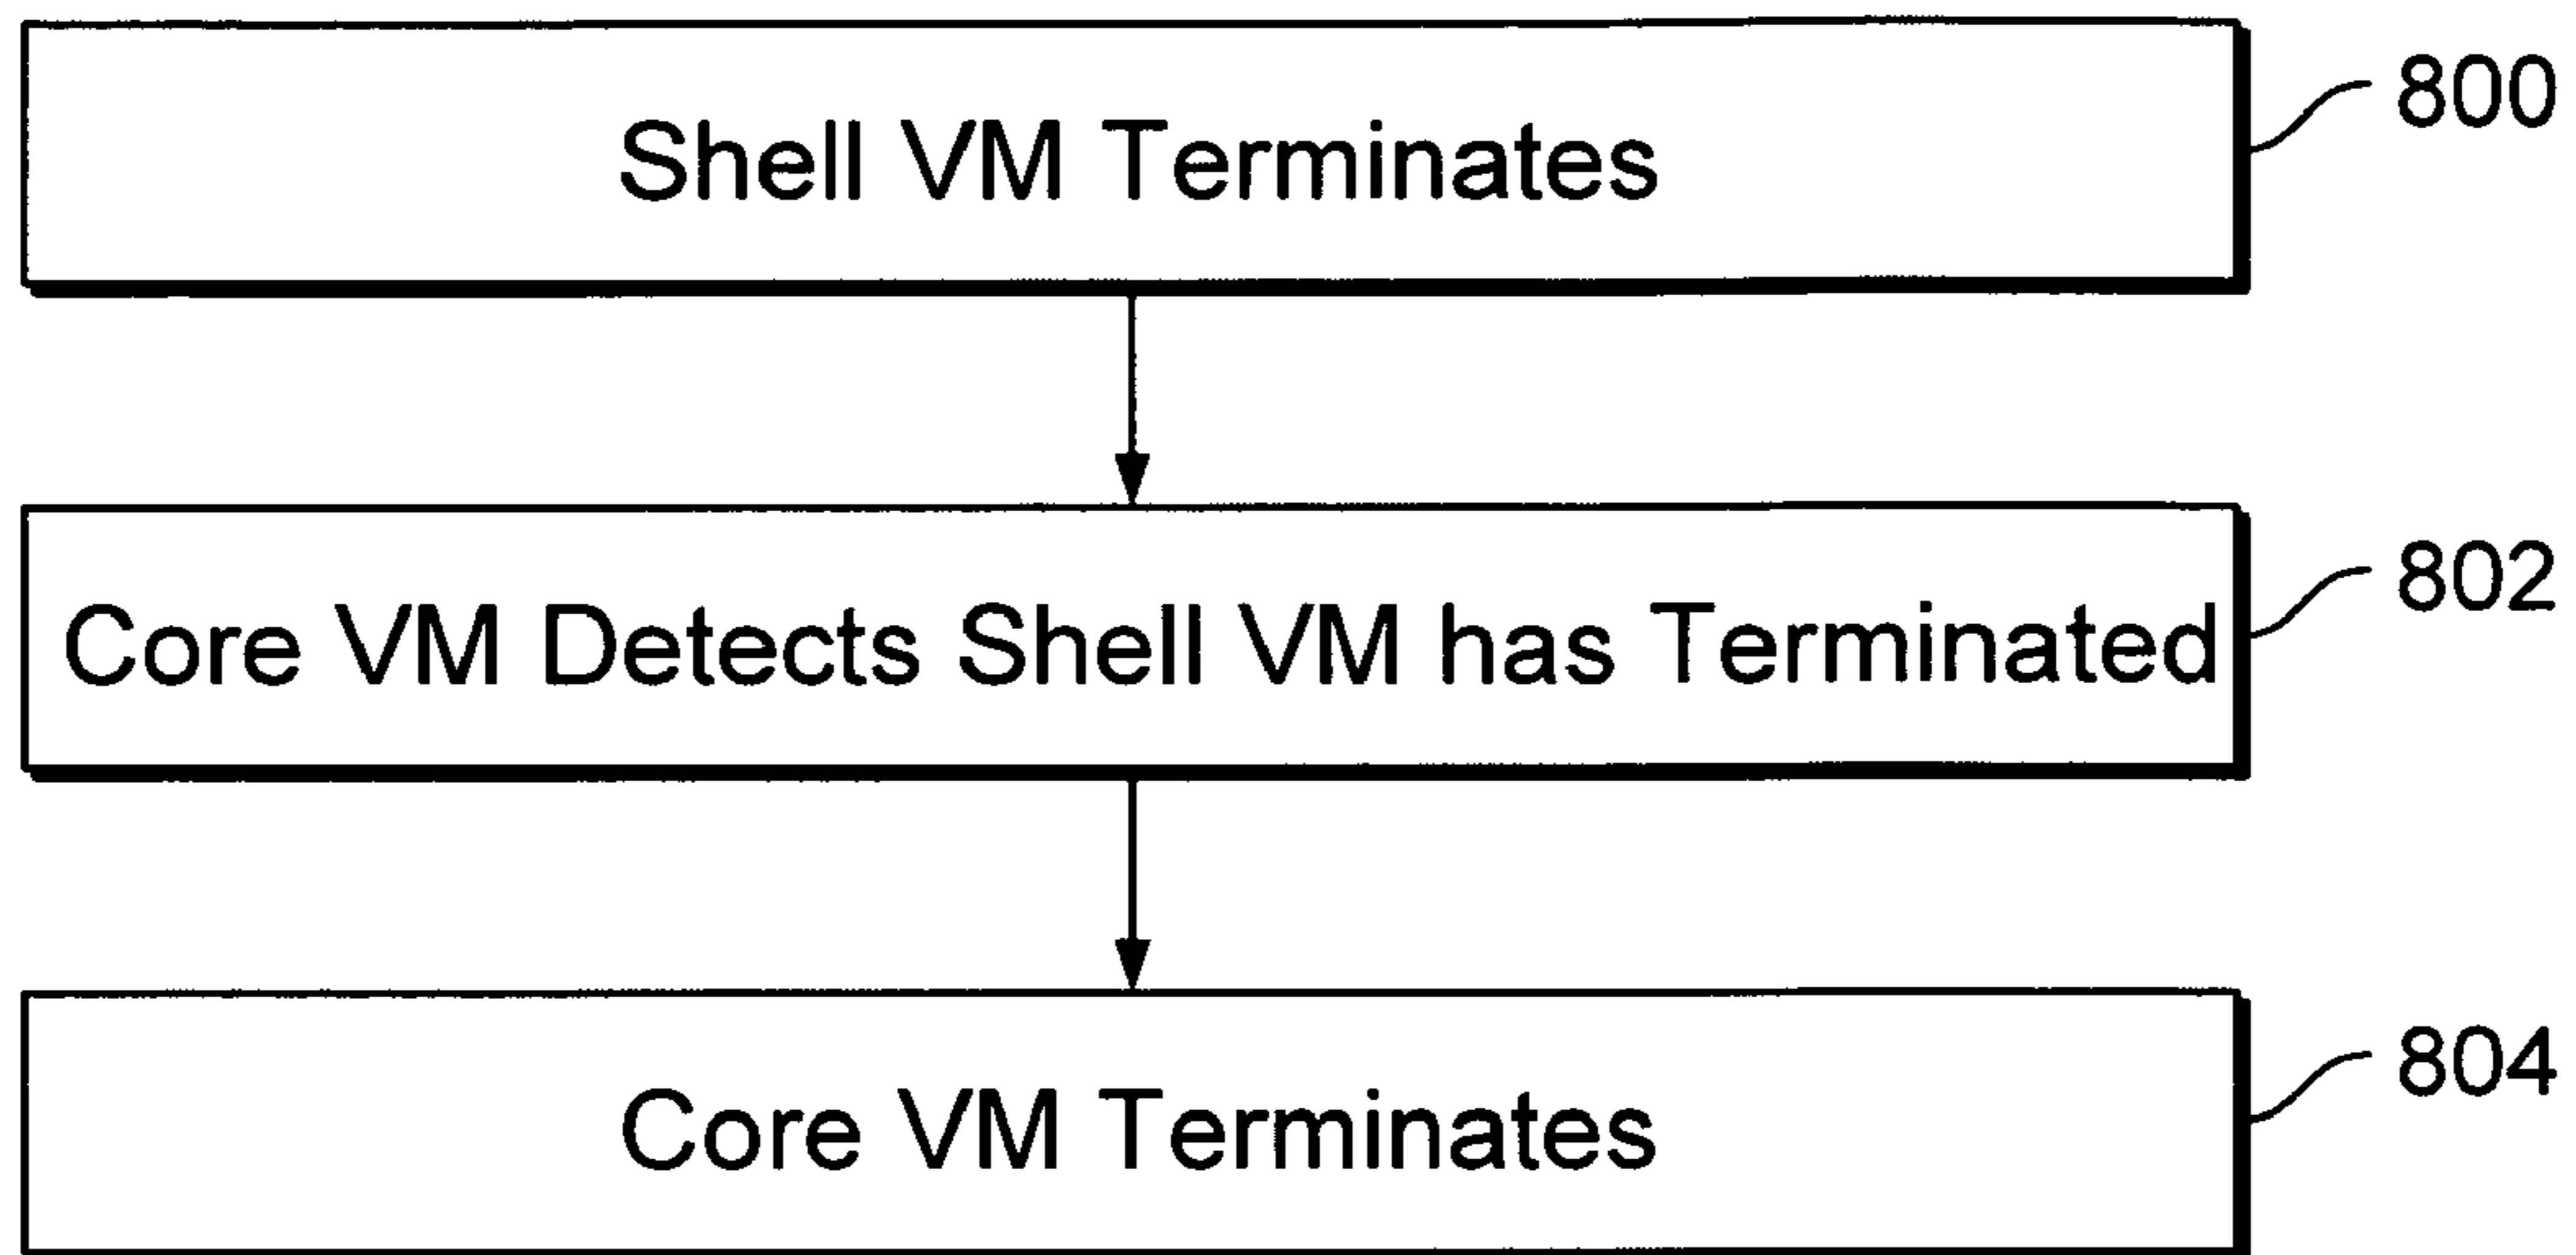 Shell VM Terminates
800
Core VM Detects Shell VM has Terminated
802
Core VM Terminates
804